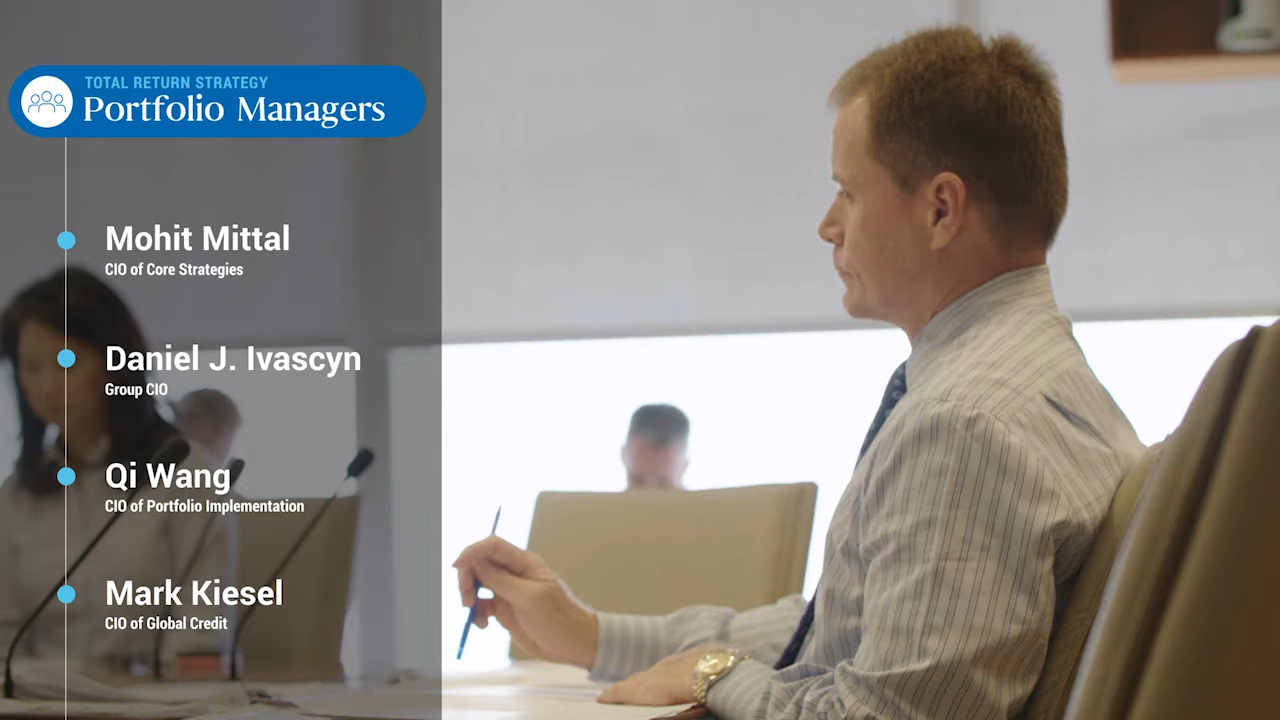 TOTAL RETURN STRATEGY
Portfolio Managers
Mohit Mittal
CIO of Core Strategies
Daniel J. Ivascyn
Group CIO
Qi Wang
CIO of Portfolio Implementation
Mark Kiesel
CIO of Global Credit